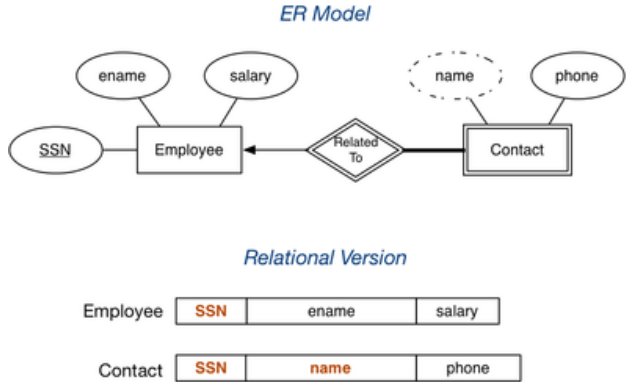 ER Model
ename
salary
name
phone
SSN
Employee
Related
To
Contact
Relational Version
Employee SSN ename salary
Contact SSN name phone